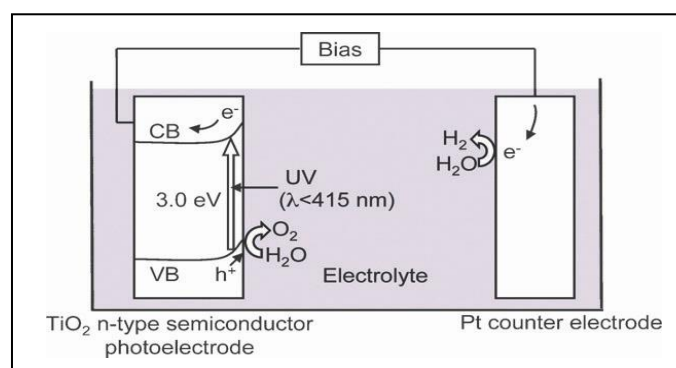 Bias
CB
e⁻
3.0 eV
UV
(λ<415 nm)
O₂
H₂O
VB
h⁺
H₂
H₂O
e⁻
Electrolyte
TiO₂ n-type semiconductor
photoelectrode
Pt counter electrode